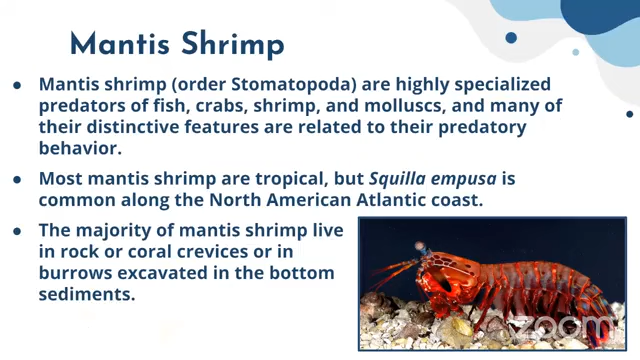 Mantis Shrimp
● Mantis shrimp (order Stomatopoda) are highly specialized
predators of fish, crabs, shrimp, and molluscs, and many of
their distinctive features are related to their predatory
behavior.
● Most mantis shrimp are tropical, but Squilla empusa is
common along the North American Atlantic coast.
● The majority of mantis shrimp live
in rock or coral crevices or in
burrows excavated in the bottom
sediments.
zoom